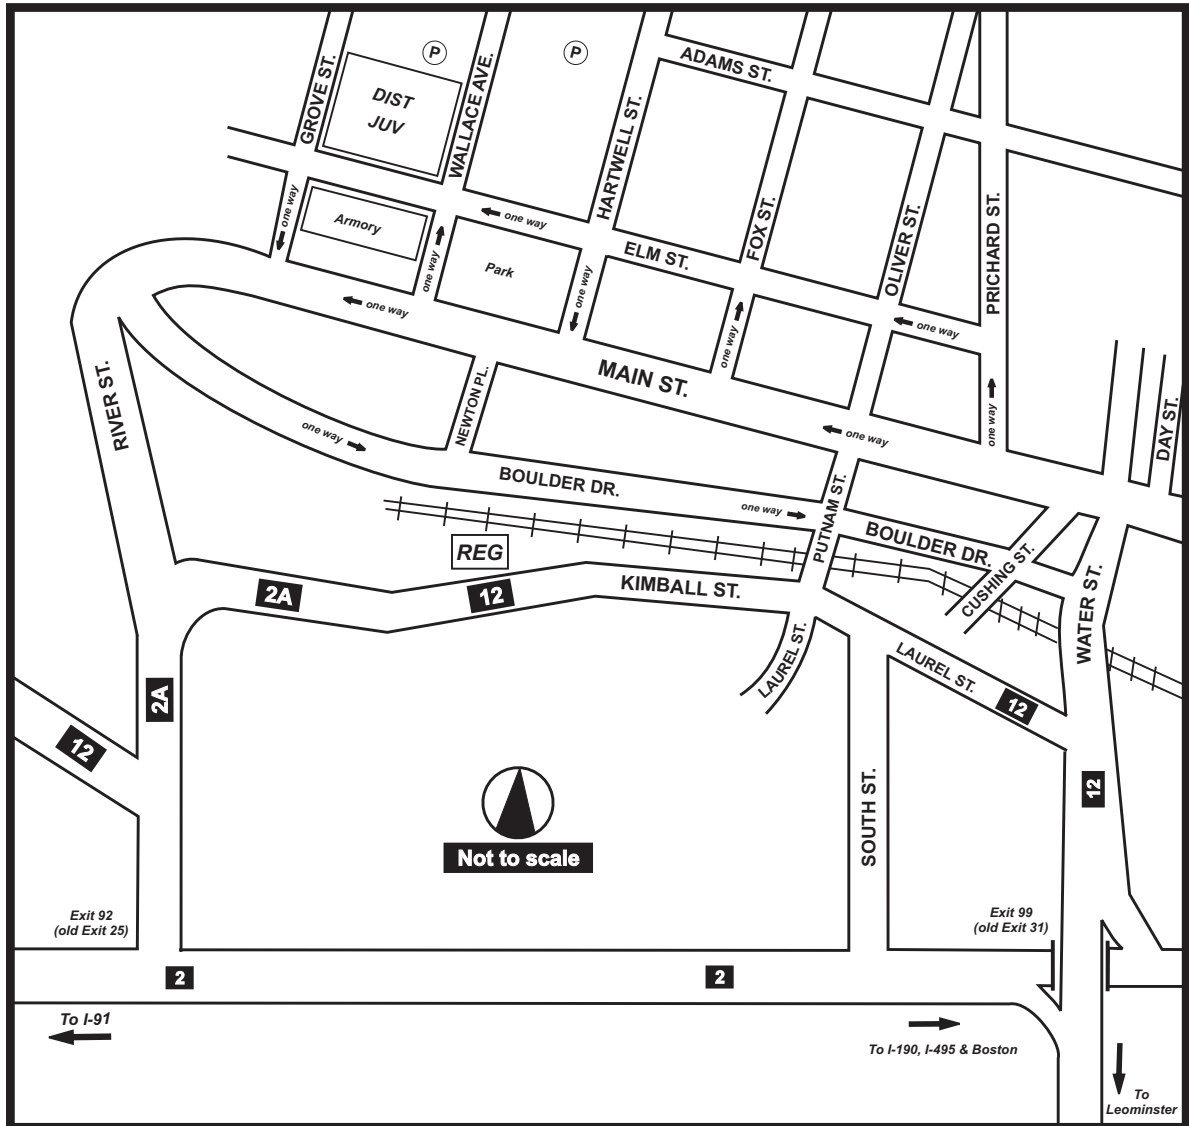 P
P
GROVE ST.
DIST
JUV
WALLACE AVE.
ADAMS ST.
HARTWELL ST.
one way
Armory
one way
one way
Park
one way
one way
ELM ST.
FOX ST.
OLIVER ST.
PRICHARD ST.
one way
one way
one way
MAIN ST.
RIVER ST.
NEWTON PL.
one way
one way
one way
DAY ST.
BOULDER DR.
one way
PUTNAM ST.
BOULDER DR.
CUSHING ST.
REG
WATER ST.
2A
12
KIMBALL ST.
LAUREL ST.
LAUREL ST.
2A
12
12
12
SOUTH ST.
Not to scale
Exit 92
(old Exit 25)
Exit 99
(old Exit 31)
2
2
To I-91
To I-190, I-495 & Boston
To
Leominster